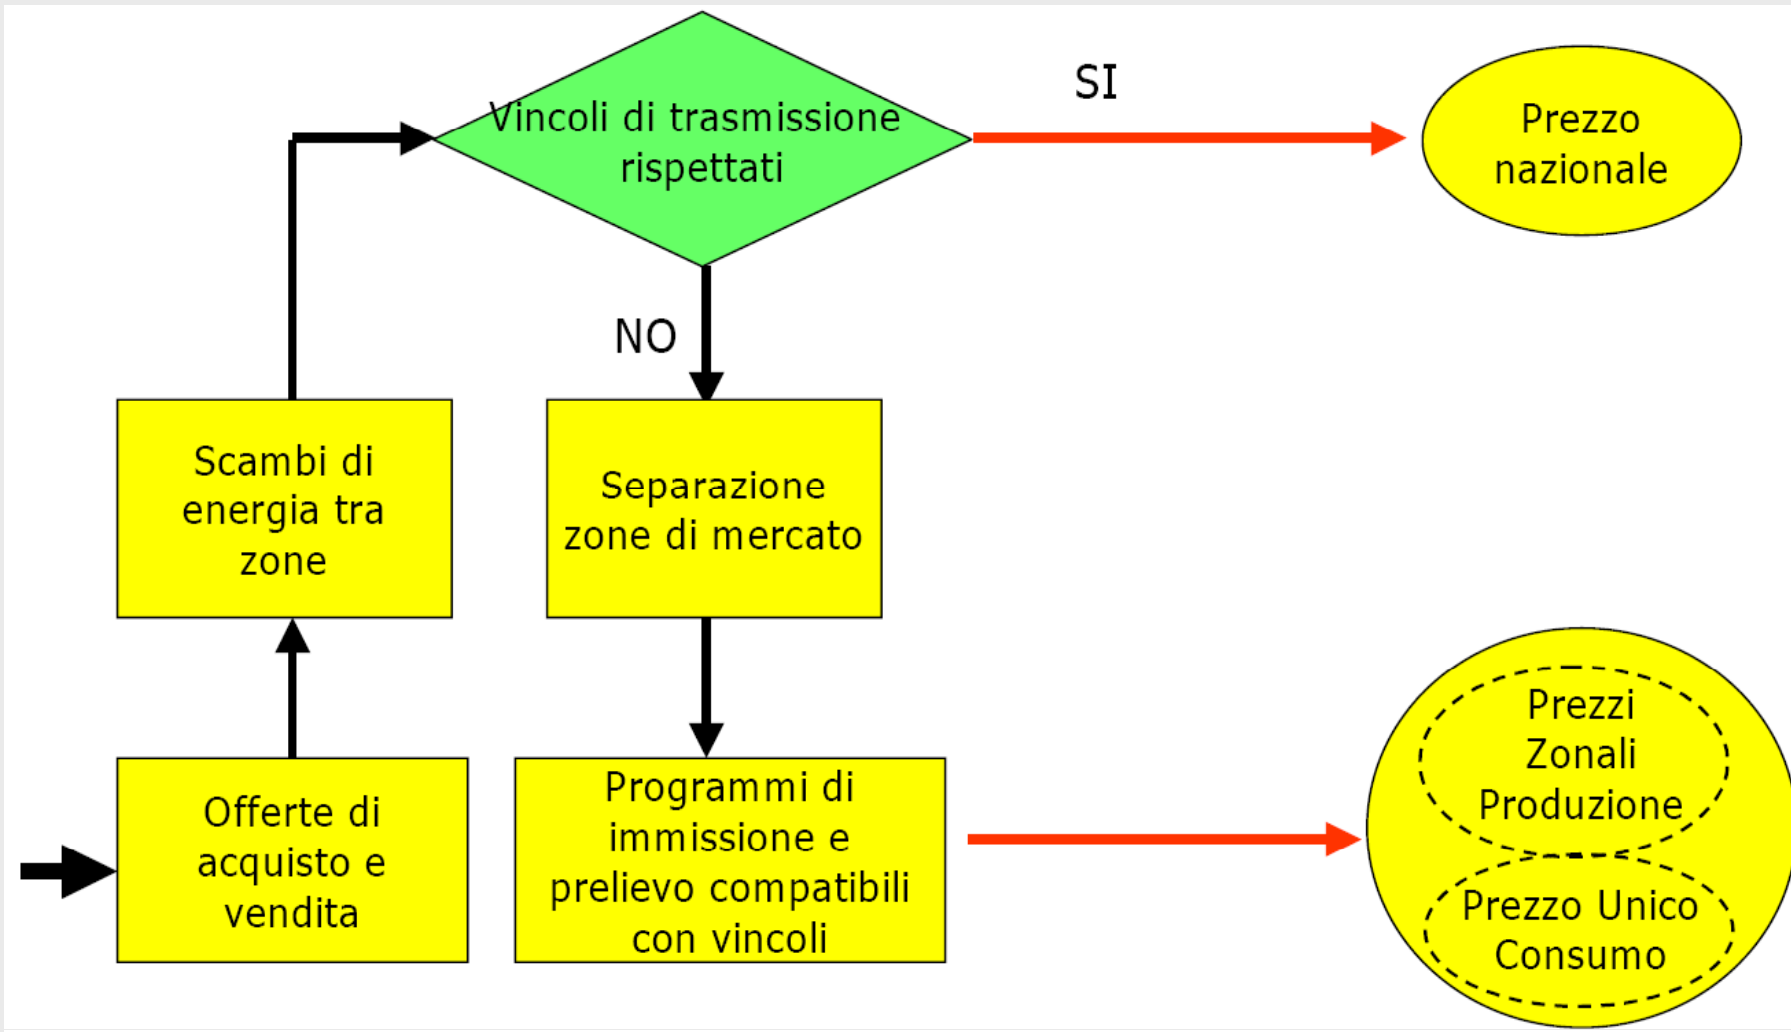 Vincoli di trasmissione
rispettati
SI
Prezzo
nazionale
NO
Scambi di
energia tra
zone
Separazione
zone di mercato
Offerte di
acquisto e
vendita
Programmi di
immissione e
prelievo compatibili
con vincoli
Prezzi
Zonali
Produzione
Prezzo Unico
Consumo